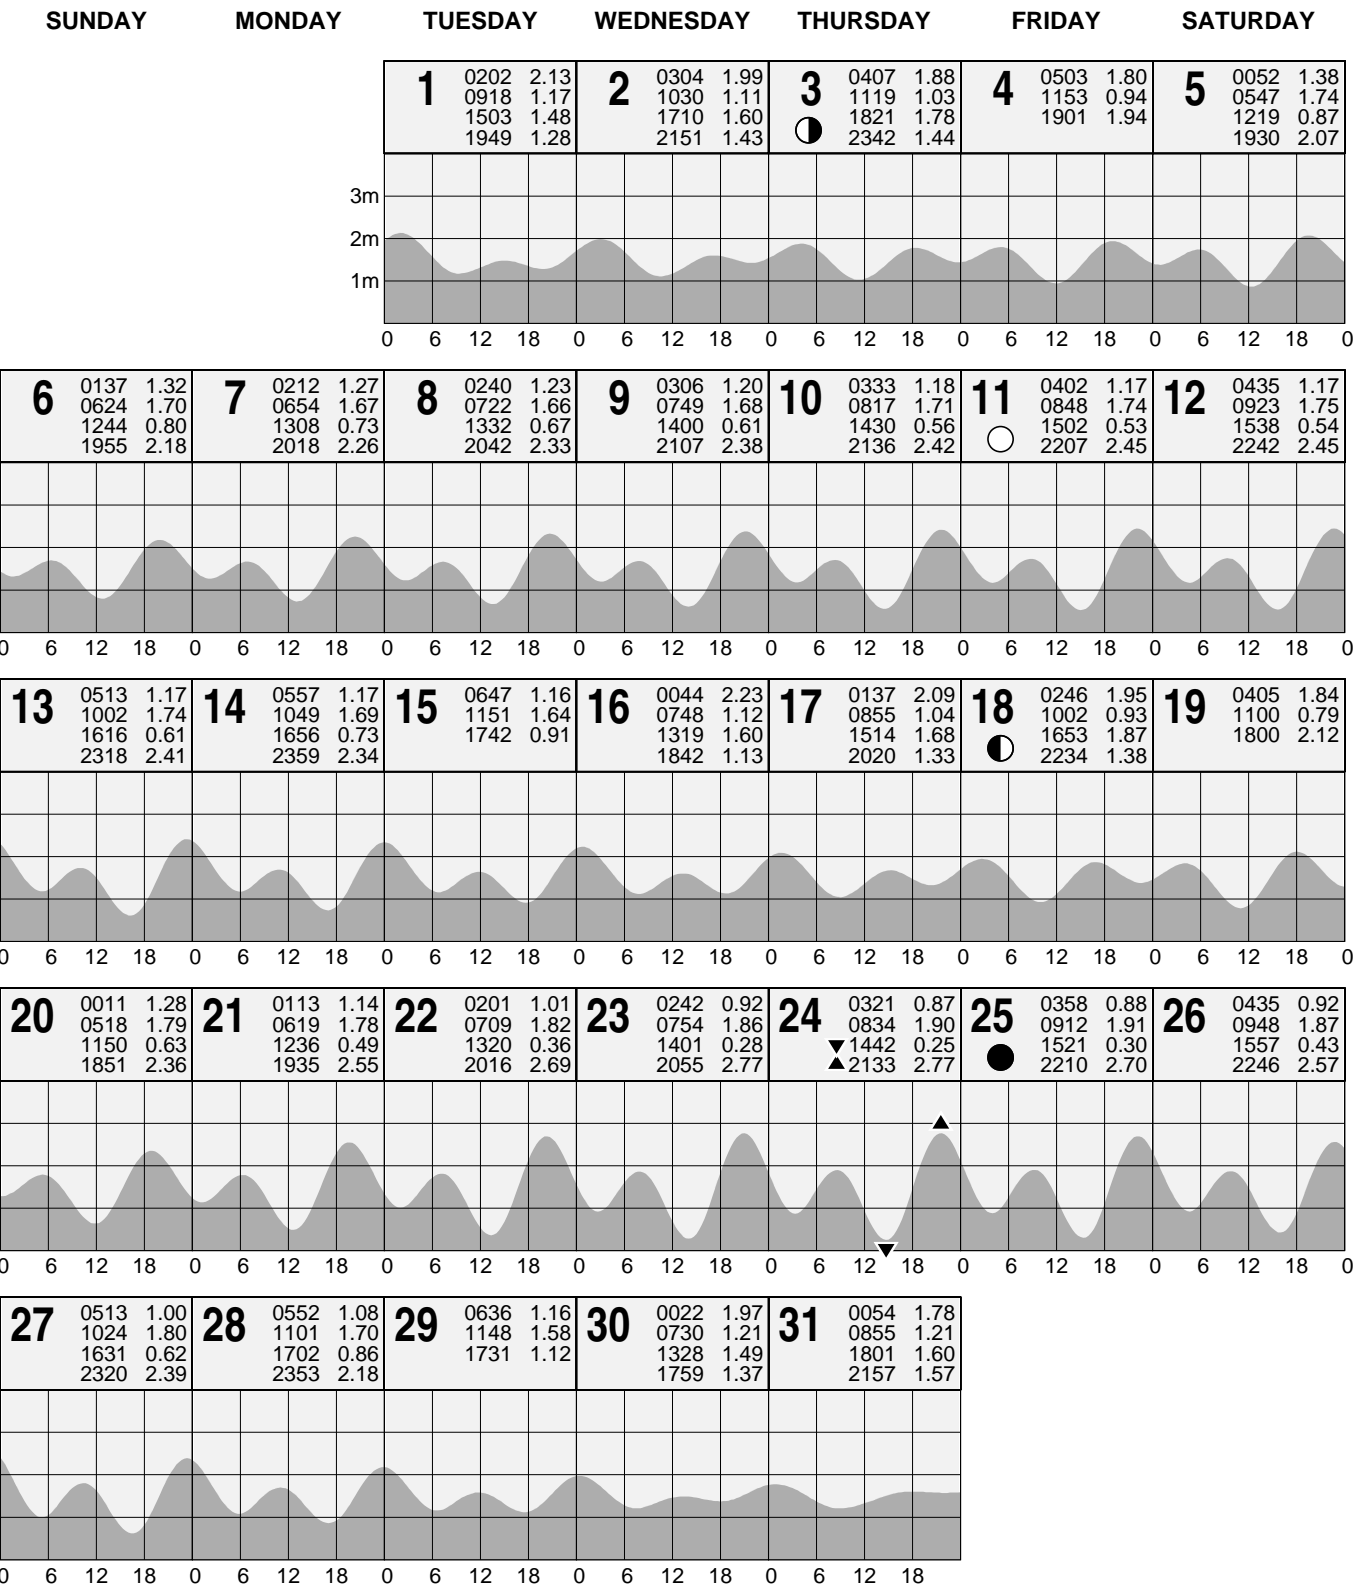 SUNDAY MONDAY TUESDAY WEDNESDAY THURSDAY FRIDAY SATURDAY
1 0202 2.13 2 0304 1.99 3 0407 1.88 4 0503 1.80 5 0052 1.38
0918 1.17 1030 1.11 1119 1.03 1153 0.94 0547 1.74
1503 1.48 1710 1.60 1821 1.78 1901 1.94 1219 0.87
1949 1.28 2151 1.43 2342 1.44 1930 2.07
3m
2m
1m
0 6 12 18 0 6 12 18 0 6 12 18 0 6 12 18 0 6 12 18 0
6 0137 1.32 7 0212 1.27 8 0240 1.23 9 0306 1.20 10 0333 1.18 11 0402 1.17 12 0435 1.17
0624 1.70 0654 1.67 0722 1.66 0749 1.68 0817 1.71 0848 1.74 0923 1.75
1244 0.80 1308 0.73 1332 0.67 1400 0.61 1430 0.56 1502 0.53 1538 0.54
1955 2.18 2018 2.26 2042 2.33 2107 2.38 2136 2.42 2207 2.45 2242 2.45
0 6 12 18 0 6 12 18 0 6 12 18 0 6 12 18 0 6 12 18 0 6 12 18 0 6 12 18 0
13 0513 1.17 14 0557 1.17 15 0647 1.16 16 0044 2.23 17 0137 2.09 18 0246 1.95 19 0405 1.84
1002 1.74 1049 1.69 1151 1.64 0748 1.12 0855 1.04 1002 0.93 1100 0.79
1616 0.61 1656 0.73 1742 0.91 1319 1.60 1514 1.68 1653 1.87 1800 2.12
2318 2.41 2359 2.34 1842 1.13 2020 1.33 2234 1.38
0 6 12 18 0 6 12 18 0 6 12 18 0 6 12 18 0 6 12 18 0 6 12 18 0 6 12 18 0
20 0011 1.28 21 0113 1.14 22 0201 1.01 23 0242 0.92 24 0321 0.87 25 0358 0.88 26 0435 0.92
0518 1.79 0619 1.78 0709 1.82 0754 1.86 0834 1.90 0912 1.91 0948 1.87
1150 0.63 1236 0.49 1320 0.36 1401 0.28 1442 0.25 1521 0.30 1557 0.43
1851 2.36 1935 2.55 2016 2.69 2055 2.77 2133 2.77 2210 2.70 2246 2.57
0 6 12 18 0 6 12 18 0 6 12 18 0 6 12 18 0 6 12 18 0 6 12 18 0 6 12 18 0
27 0513 1.00 28 0552 1.08 29 0636 1.16 30 0022 1.97 31 0054 1.78
1024 1.80 1101 1.70 1148 1.58 0730 1.21 0855 1.21
1631 0.62 1702 0.86 1731 1.12 1328 1.49 1801 1.60
2320 2.39 2353 2.18 1759 1.37 2157 1.57
0 6 12 18 0 6 12 18 0 6 12 18 0 6 12 18 0 6 12 18